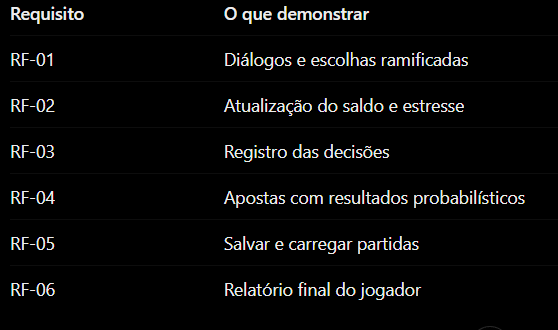 Requisito O que demonstrar
RF-01 Diálogos e escolhas ramificadas
RF-02 Atualização do saldo e estresse
RF-03 Registro das decisões
RF-04 Apostas com resultados probabilísticos
RF-05 Salvar e carregar partidas
RF-06 Relatório final do jogador